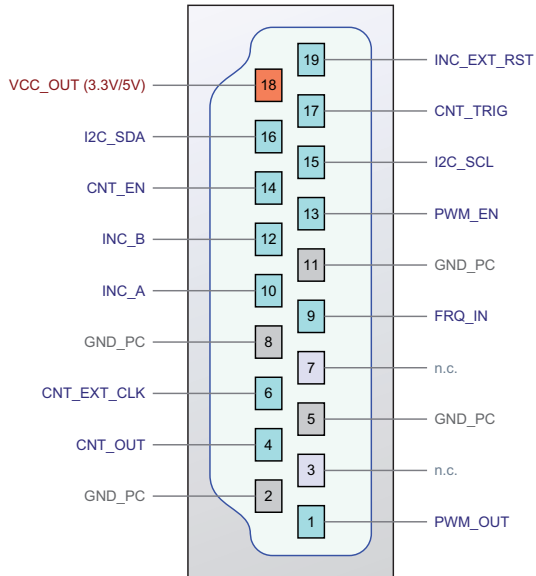 19 INC_EXT_RST
VCC_OUT (3.3V/5V) 18
17 CNT_TRIG
I2C_SDA 16
15 I2C_SCL
CNT_EN 14
13 PWM_EN
INC_B 12
11 GND_PC
INC_A 10
9 FRQ_IN
GND_PC 8
7 n.c.
CNT_EXT_CLK 6
5 GND_PC
CNT_OUT 4
3 n.c.
GND_PC 2
1 PWM_OUT